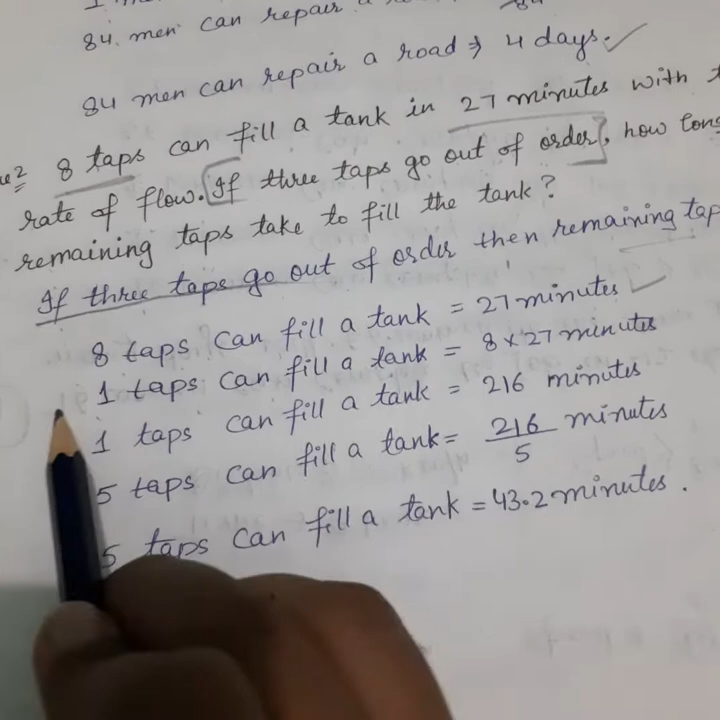 84 men can repair a
84 men can repair a road ⇒ 4 days. ✓
8 taps can fill a tank in 27 minutes with
rate of flow. If three taps go out of order, how long
remaining taps take to fill the tank?
If three taps go out of order then remaining tap
8 taps can fill a tank = 27 minutes ✓
1 taps can fill a tank = 8 × 27 minutes
1 taps can fill a tank = 216 minutes
5 taps can fill a tank = 216/5 minutes
5 taps can fill a tank = 43.2 minutes.